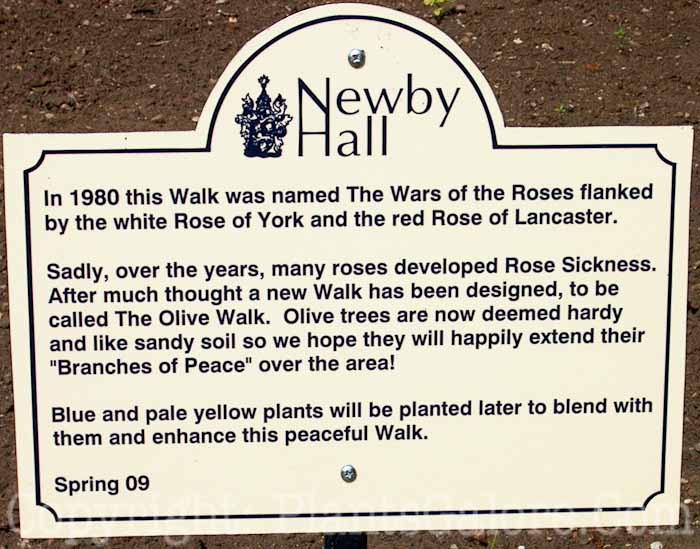 Newby
Hall
In 1980 this Walk was named The Wars of the Roses flanked
by the white Rose of York and the red Rose of Lancaster.
Sadly, over the years, many roses developed Rose Sickness.
After much thought a new Walk has been designed, to be
called The Olive Walk.  Olive trees are now deemed hardy
and like sandy soil so we hope they will happily extend their
"Branches of Peace" over the area!
Blue and pale yellow plants will be planted later to blend with
them and enhance this peaceful Walk.
Spring 09
Copyright: PlantsGalore.Com